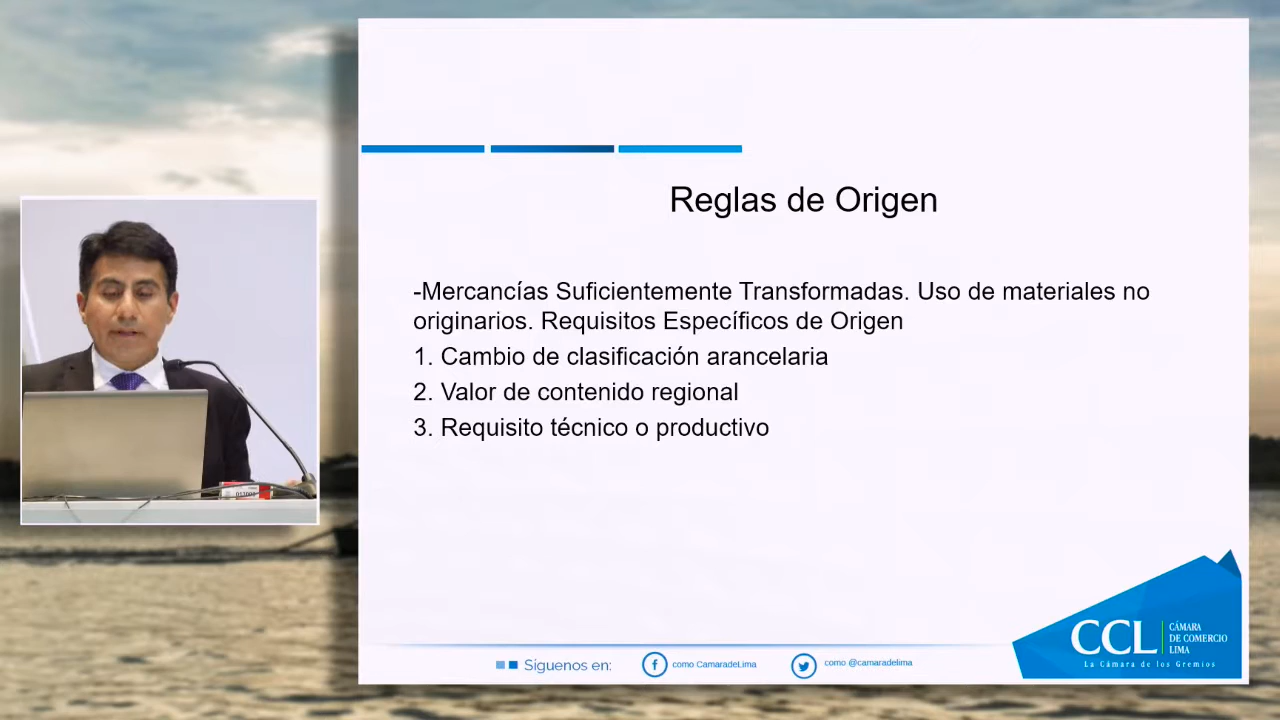 Reglas de Origen
-Mercancías Suficientemente Transformadas. Uso de materiales no
originarios. Requisitos Específicos de Origen
1. Cambio de clasificación arancelaria
2. Valor de contenido regional
3. Requisito técnico o productivo
Síguenos en:
como CamaradeLima
como @camaradelima
CCL
CÁMARA
DE COMERCIO
LIMA
La Cámara de los Gremios